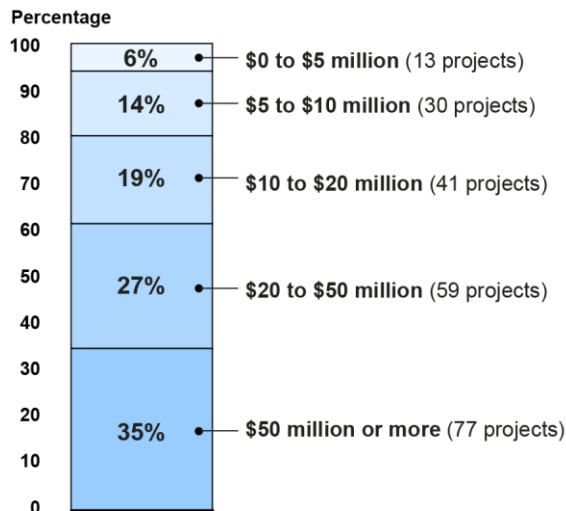 Percentage
100
6%
$0 to $5 million (13 projects)
90
14%
$5 to $10 million (30 projects)
80
70
19%
$10 to $20 million (41 projects)
60
50
27%
$20 to $50 million (59 projects)
40
30
20
35%
$50 million or more (77 projects)
10
0